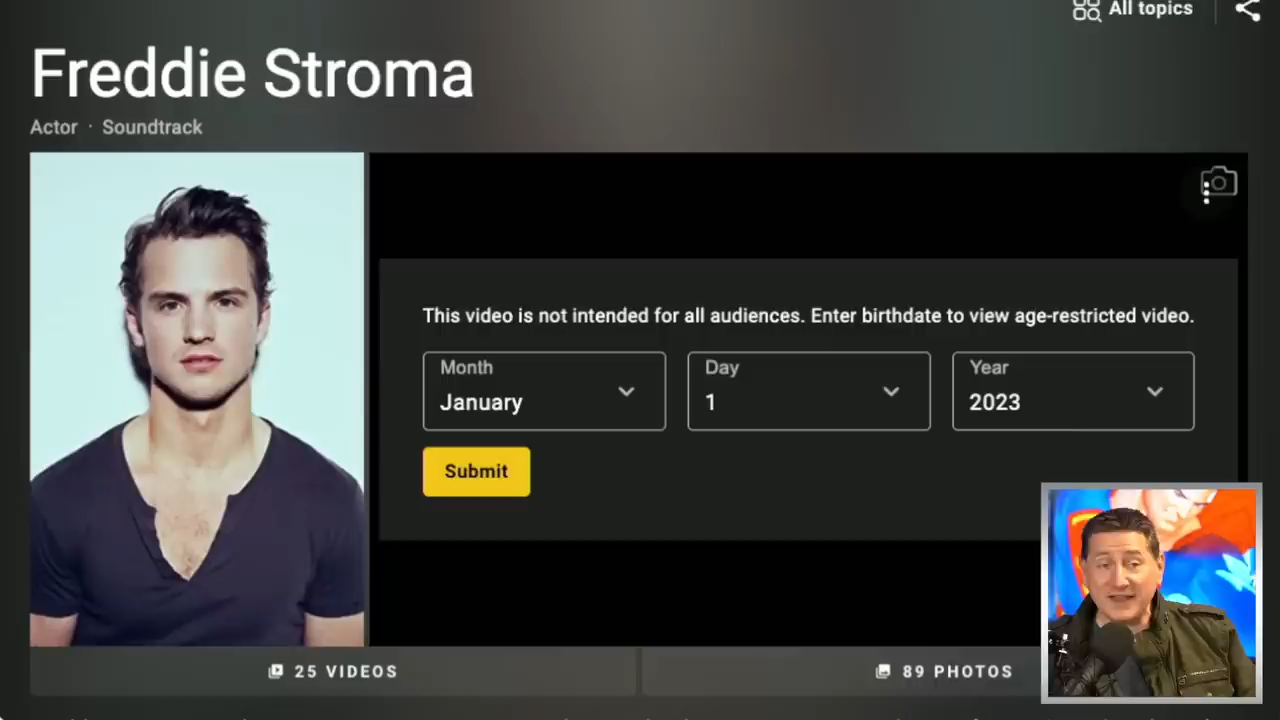 All topics
Freddie Stroma
Actor · Soundtrack
This video is not intended for all audiences. Enter birthdate to view age-restricted video.
Month
January
Day
1
Year
2023
Submit
25 VIDEOS
89 PHOTOS